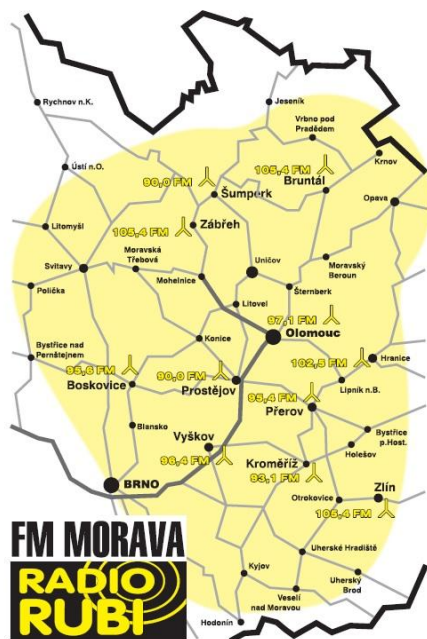 Rychnov n.K.
Jeseník
Vrbno pod
Pradědem
Krnov
Ústí n.O.
105,4 FM
Bruntál
90,0 FM
Šumperk
Opava
Litomyšl
105,4 FM
Zábřeh
Moravská
Třebová
Svitavy
Uničov
Moravský
Beroun
Mohelnice
Šternberk
Polička
Litovel
97,1 FM
Olomouc
Konice
Bystřice nad
Pernštejnem
95,6 FM
Boskovice
90,0 FM
Prostějov
102,5 FM
Hranice
Lipník n.B.
95,4 FM
Přerov
Blansko
Vyškov
96,4 FM
Bystřice
p.Host.
Holešov
Kroměříž
93,1 FM
BRNO
Otrokovice
Zlín
105,4 FM
FM MORAVA
RADIO
RUBI
Uherské Hradiště
Kyjov
Uherský
Brod
Veselí
nad Moravou
Hodonín